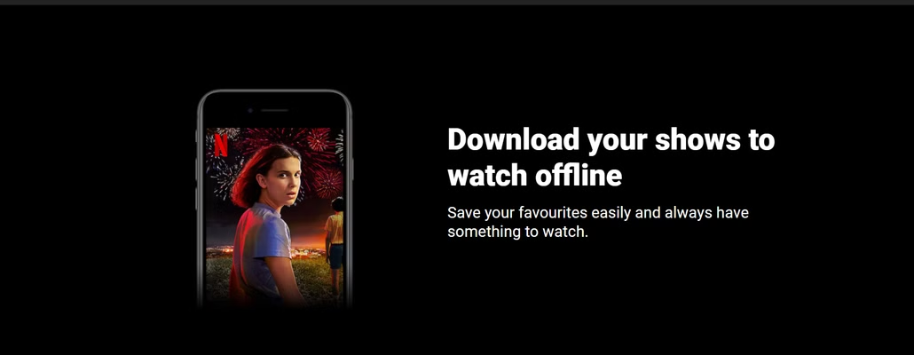 N
Download your shows to
watch offline
Save your favourites easily and always have
something to watch.